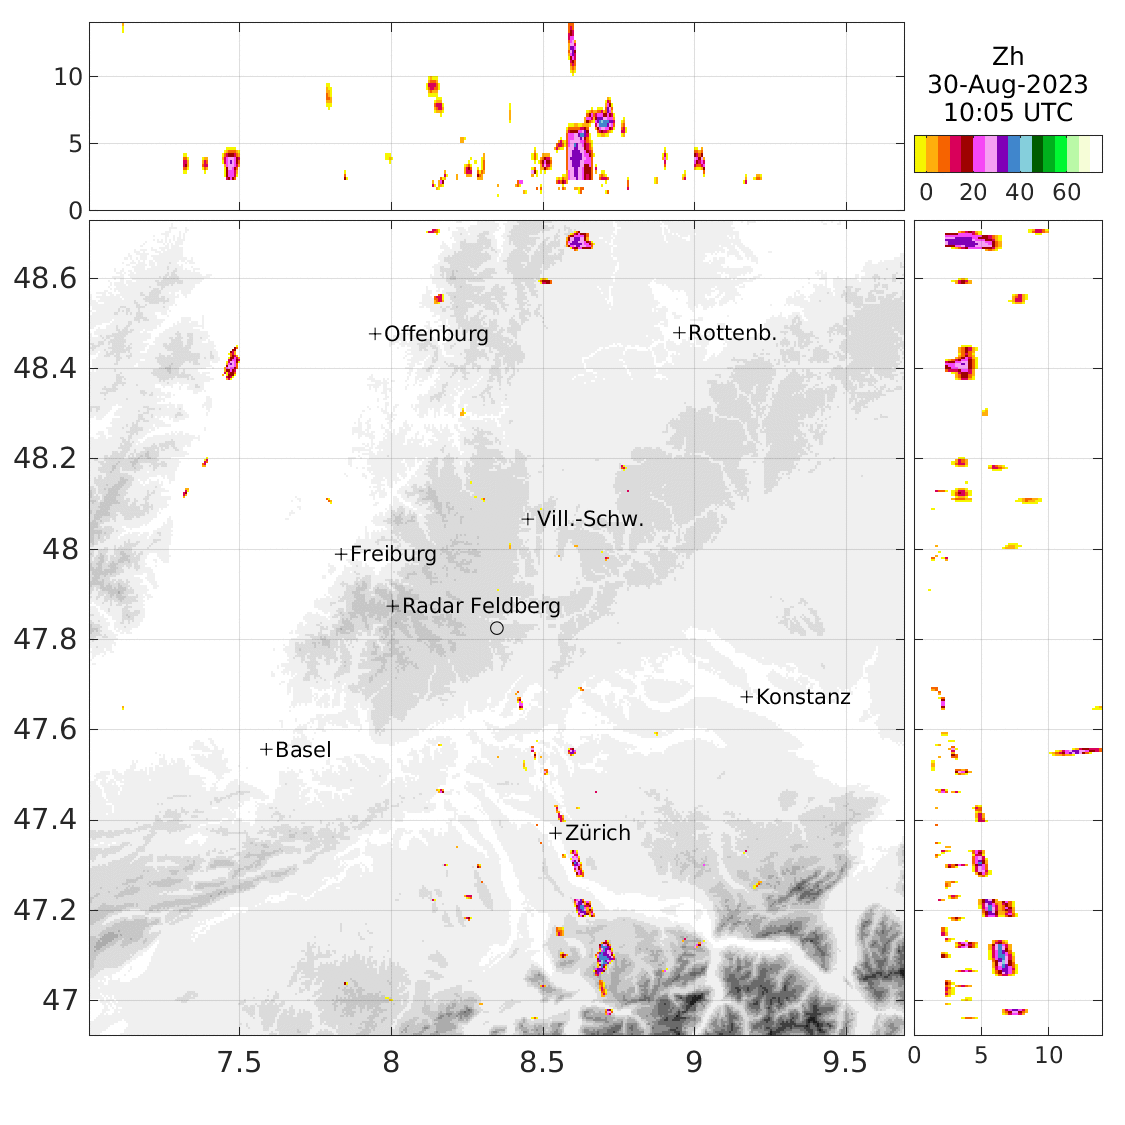 10
5
0
Zh
30-Aug-2023
10:05 UTC
0 20 40 60
48.6
48.4
48.2
48
47.8
47.6
47.4
47.2
47
Offenburg
Rottenb.
Vill.-Schw.
Freiburg
Radar Feldberg
Konstanz
Basel
Zürich
7.5 8 8.5 9 9.5
0 5 10